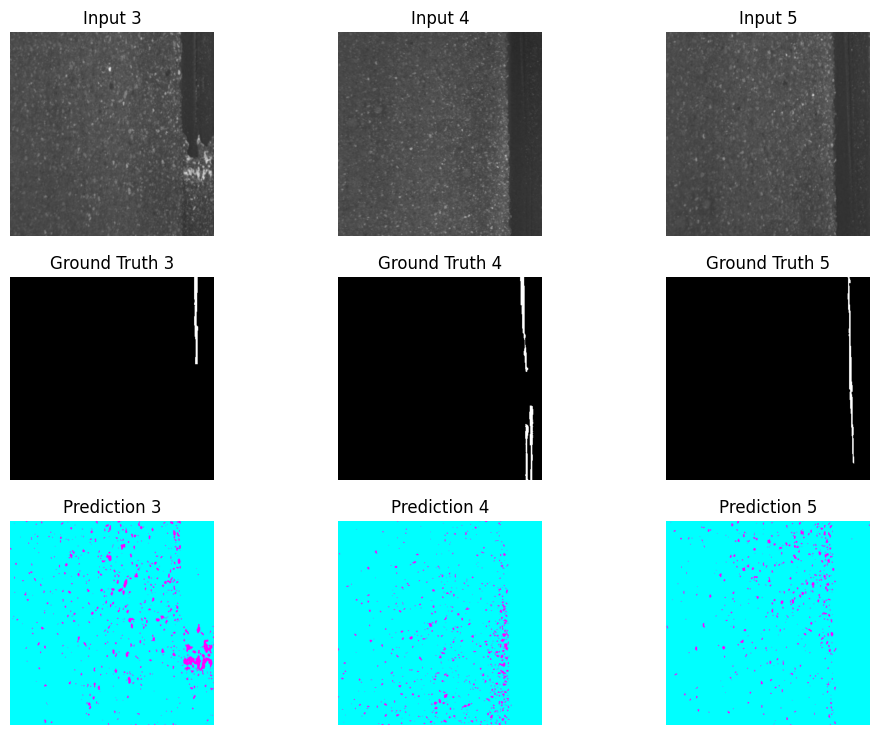 Input 3
Input 4
Input 5
Ground Truth 3
Ground Truth 4
Ground Truth 5
Prediction 3
Prediction 4
Prediction 5